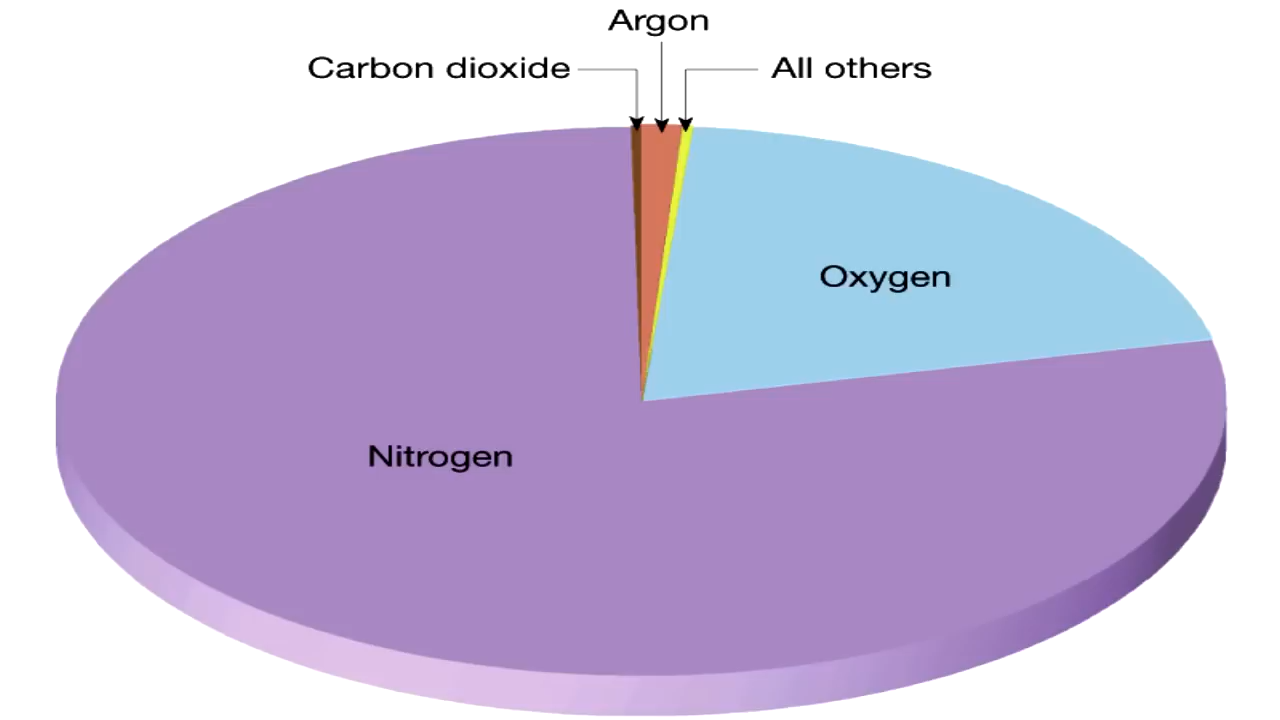 Argon
Carbon dioxide
All others
Oxygen
Nitrogen